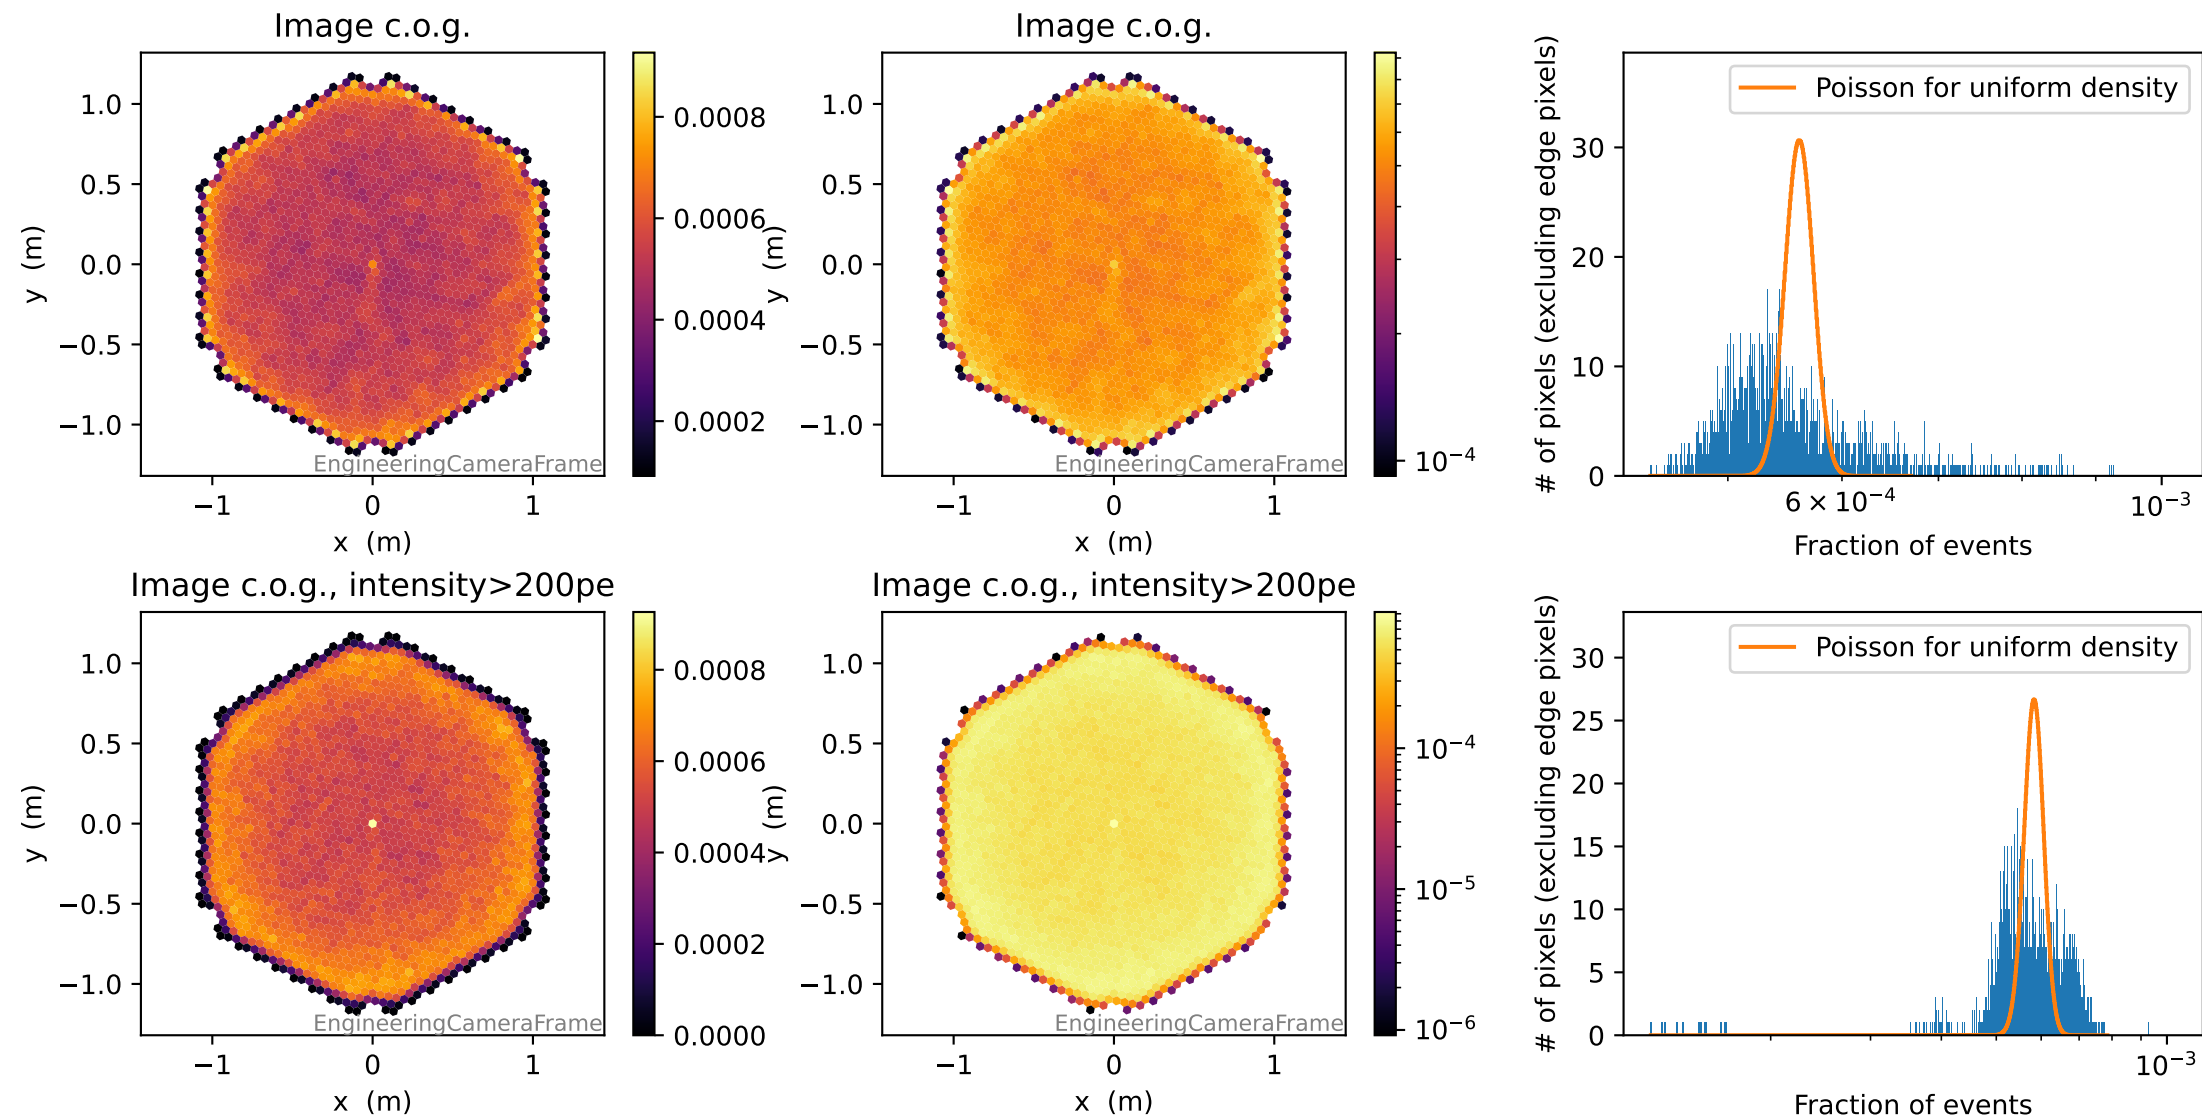 Image c.o.g.
1.0
0.5
0.0
−0.5
−1.0
y (m)
−1
0
1
x (m)
EngineeringCameraFrame
0.0008
0.0006
0.0004
0.0002
Image c.o.g.
1.0
0.5
0.0
−0.5
−1.0
y (m)
−1
0
1
x (m)
EngineeringCameraFrame
10⁻⁴
# of pixels (excluding edge pixels)
30
20
10
0
Poisson for uniform density
6 × 10⁻⁴
10⁻³
Fraction of events
Image c.o.g., intensity>200pe
1.0
0.5
0.0
−0.5
−1.0
y (m)
−1
0
1
x (m)
EngineeringCameraFrame
0.0008
0.0006
0.0004
0.0002
0.0000
Image c.o.g., intensity>200pe
1.0
0.5
0.0
−0.5
−1.0
y (m)
−1
0
1
x (m)
EngineeringCameraFrame
10⁻⁴
10⁻⁵
10⁻⁶
# of pixels (excluding edge pixels)
30
25
20
15
10
5
0
Poisson for uniform density
10⁻³
Fraction of events